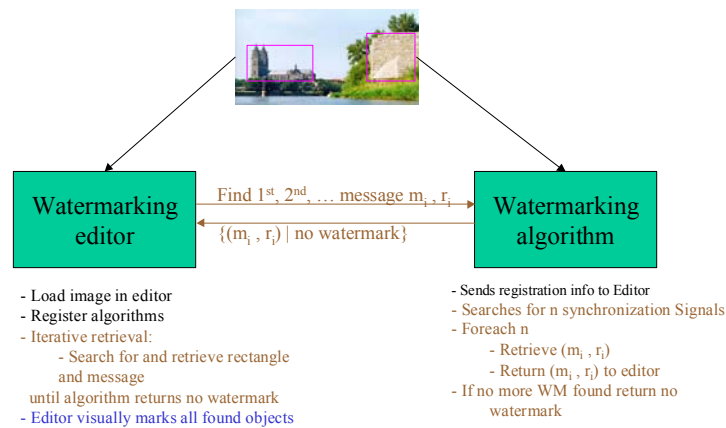 Watermarking
editor
Find 1st, 2nd, … message mi , ri
{(mi , ri) | no watermark}
Watermarking
algorithm
- Load image in editor
- Register algorithms
- Iterative retrieval:
- Search for and retrieve rectangle
and message
until algorithm returns no watermark
- Editor visually marks all found objects
- Sends registration info to Editor
- Searches for n synchronization Signals
- Foreach n
- Retrieve (mi , ri)
- Return (mi , ri) to editor
- If no more WM found return no
watermark